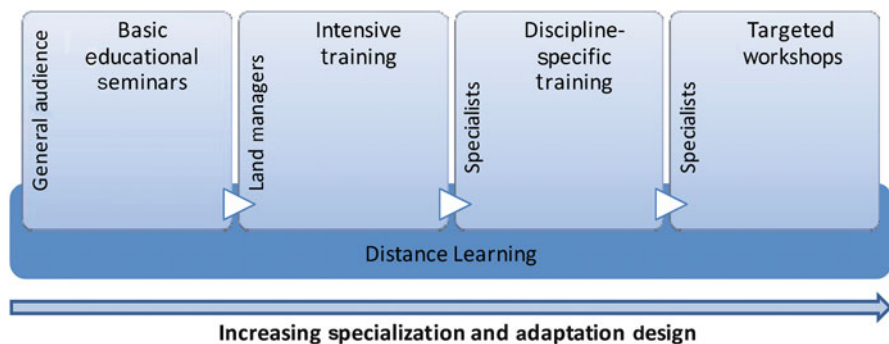 General audience
Basic
educational
seminars
Land managers
Intensive
training
Specialists
Discipline-
specific
training
Specialists
Targeted
workshops
Distance Learning
Increasing specialization and adaptation design